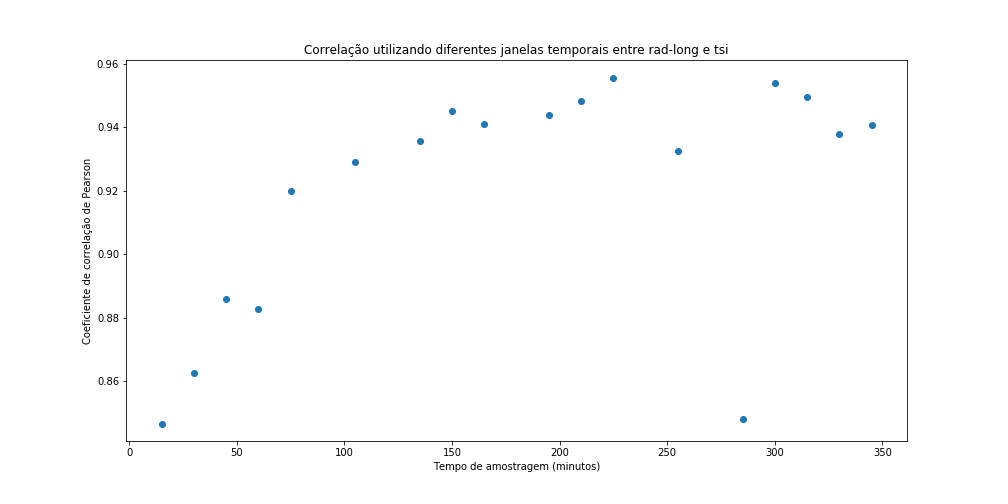 Correlação utilizando diferentes janelas temporais entre rad-long e tsi
Coeficiente de correlação de Pearson
0.96
0.94
0.92
0.90
0.88
0.86
0 50 100 150 200 250 300 350
Tempo de amostragem (minutos)